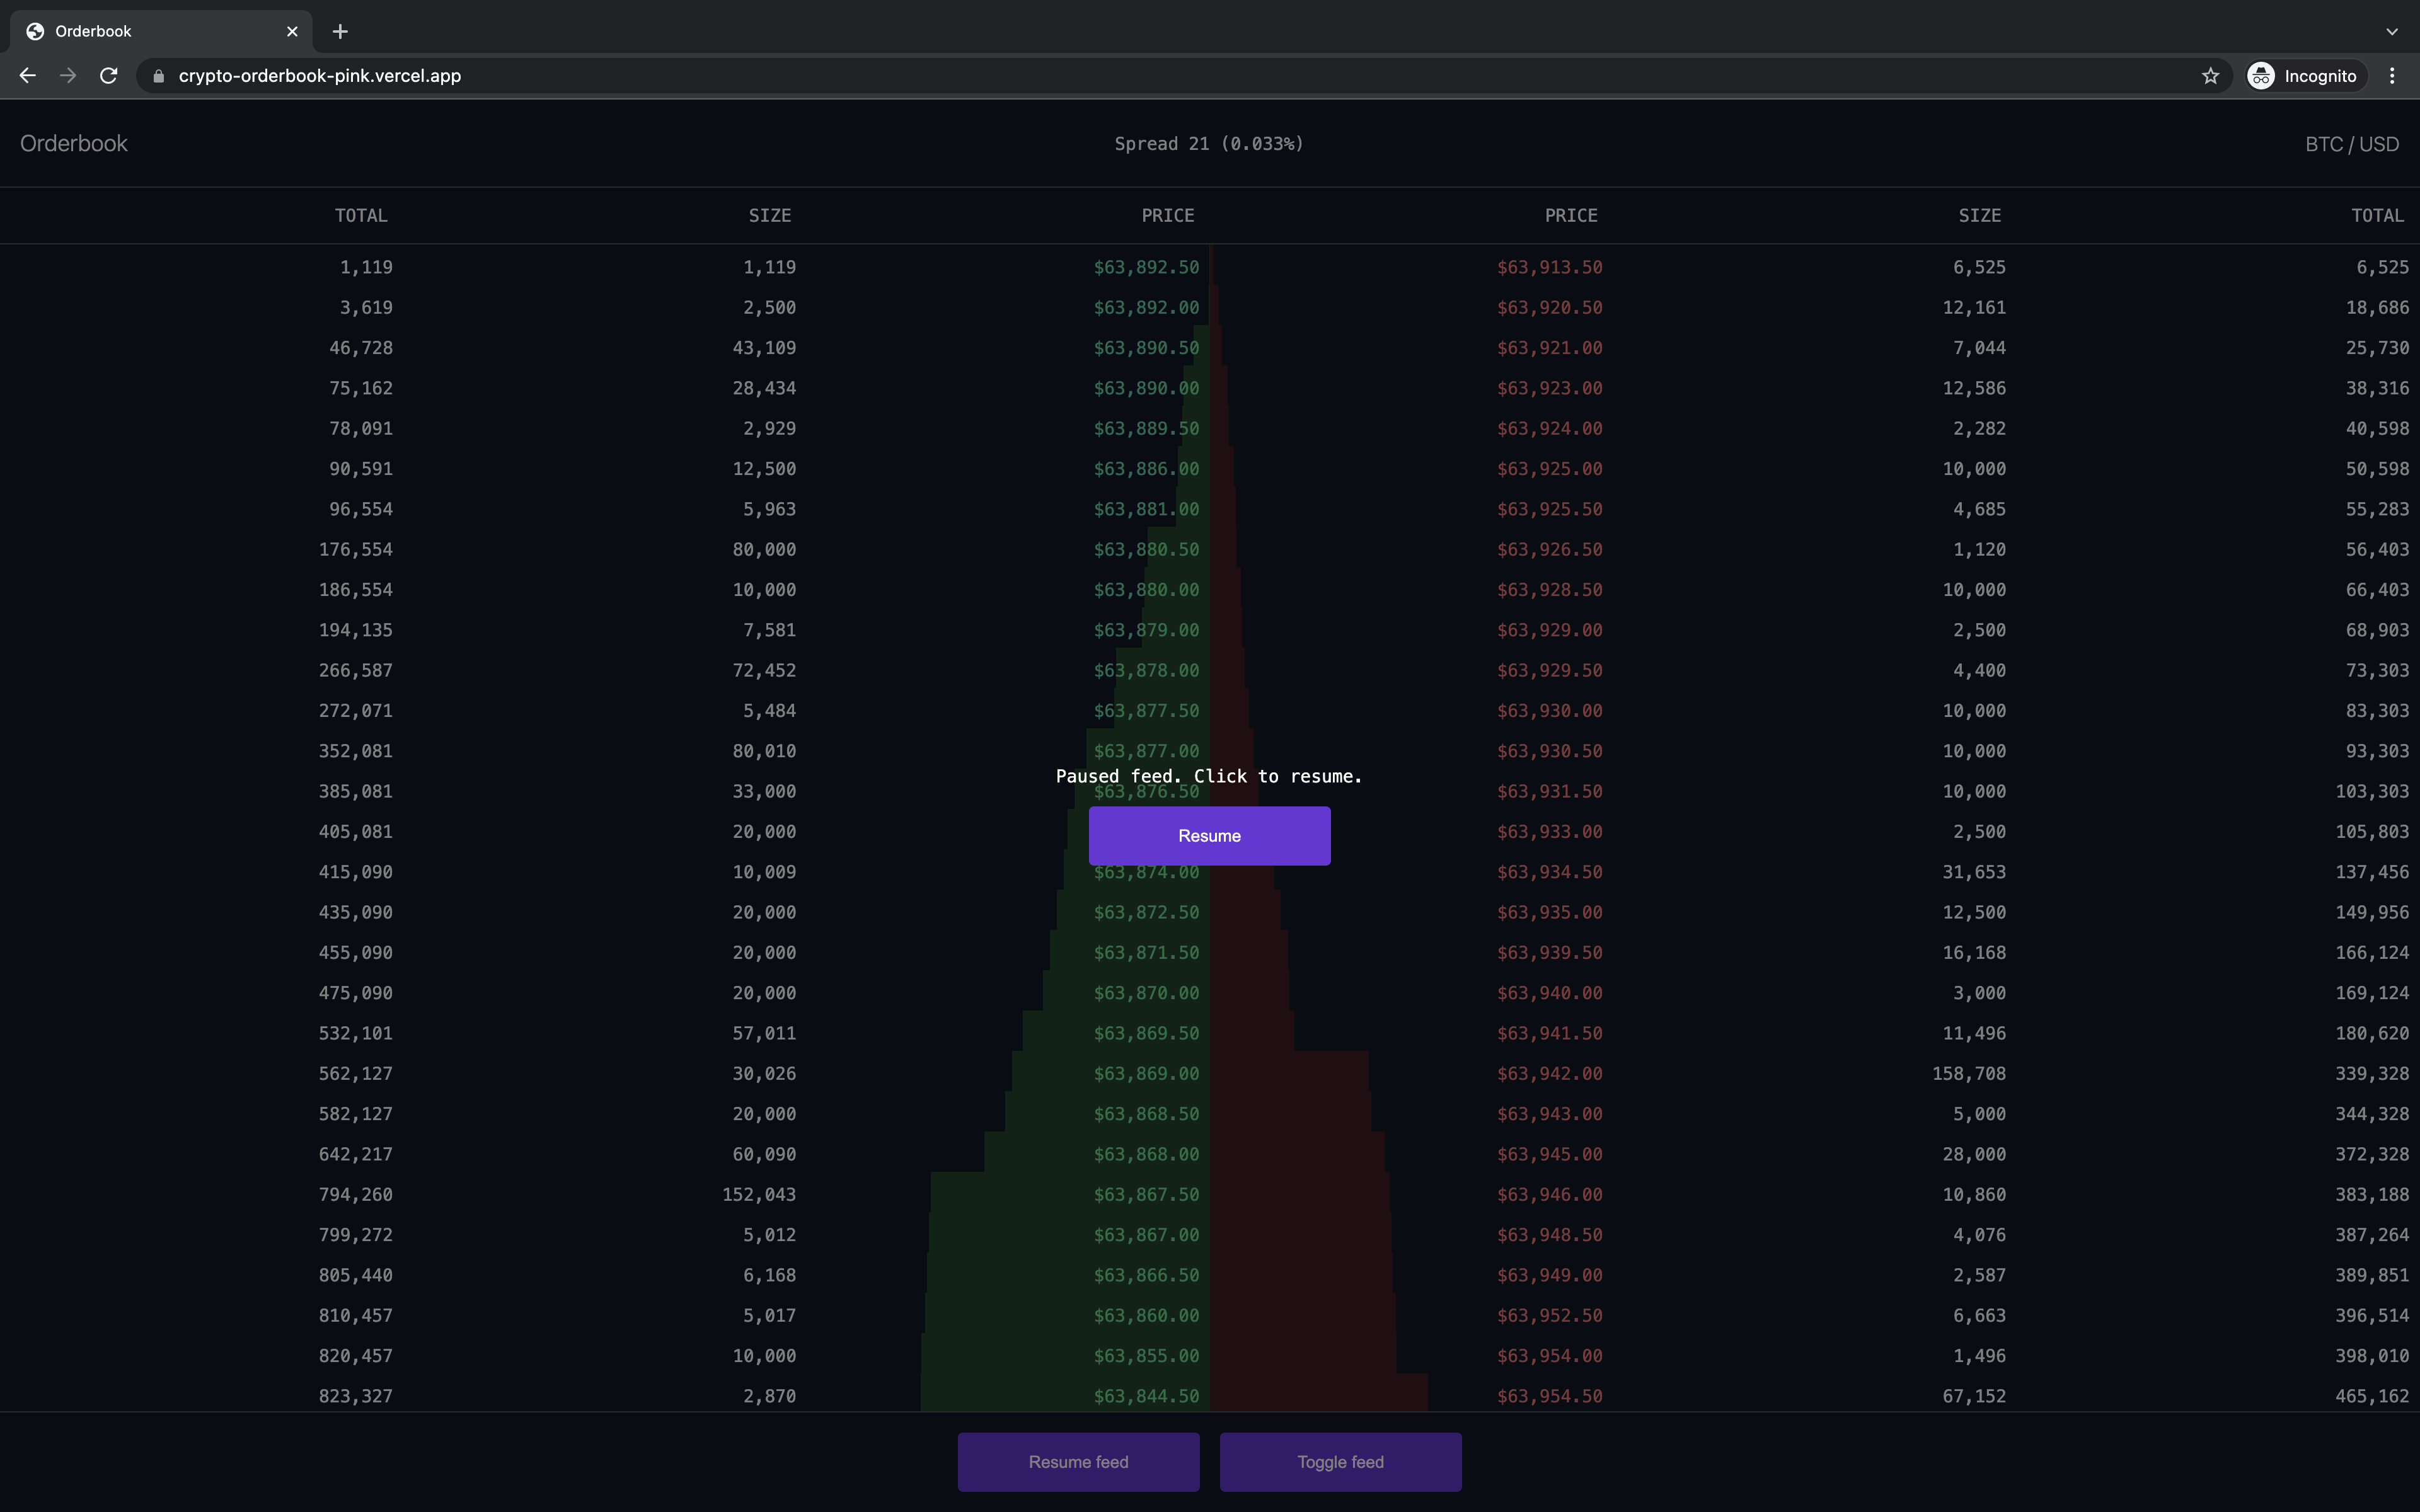 Orderbook
crypto-orderbook-pink.vercel.app Incognito
Orderbook Spread 21 (0.033%) BTC / USD
TOTAL SIZE PRICE PRICE SIZE TOTAL
1,119 1,119 $63,892.50 $63,913.50 6,525 6,525
3,619 2,500 $63,892.00 $63,920.50 12,161 18,686
46,728 43,109 $63,890.50 $63,921.00 7,044 25,730
75,162 28,434 $63,890.00 $63,923.00 12,586 38,316
78,091 2,929 $63,889.50 $63,924.00 2,282 40,598
90,591 12,500 $63,886.00 $63,925.00 10,000 50,598
96,554 5,963 $63,881.00 $63,925.50 4,685 55,283
176,554 80,000 $63,880.50 $63,926.50 1,120 56,403
186,554 10,000 $63,880.00 $63,928.50 10,000 66,403
194,135 7,581 $63,879.00 $63,929.00 2,500 68,903
266,587 72,452 $63,878.00 $63,929.50 4,400 73,303
272,071 5,484 $63,877.50 $63,930.00 10,000 83,303
352,081 80,010 $63,877.00 $63,930.50 10,000 93,303
Paused feed. Click to resume.
385,081 33,000 $63,876.50 $63,931.50 10,000 103,303
405,081 20,000 Resume $63,933.00 2,500 105,803
415,090 10,009 $63,874.00 $63,934.50 31,653 137,456
435,090 20,000 $63,872.50 $63,935.00 12,500 149,956
455,090 20,000 $63,871.50 $63,939.50 16,168 166,124
475,090 20,000 $63,870.00 $63,940.00 3,000 169,124
532,101 57,011 $63,869.50 $63,941.50 11,496 180,620
562,127 30,026 $63,869.00 $63,942.00 158,708 339,328
582,127 20,000 $63,868.50 $63,943.00 5,000 344,328
642,217 60,090 $63,868.00 $63,945.00 28,000 372,328
794,260 152,043 $63,867.50 $63,946.00 10,860 383,188
799,272 5,012 $63,867.00 $63,948.50 4,076 387,264
805,440 6,168 $63,866.50 $63,949.00 2,587 389,851
810,457 5,017 $63,860.00 $63,952.50 6,663 396,514
820,457 10,000 $63,855.00 $63,954.00 1,496 398,010
823,327 2,870 $63,844.50 $63,954.50 67,152 465,162
Resume feed Toggle feed